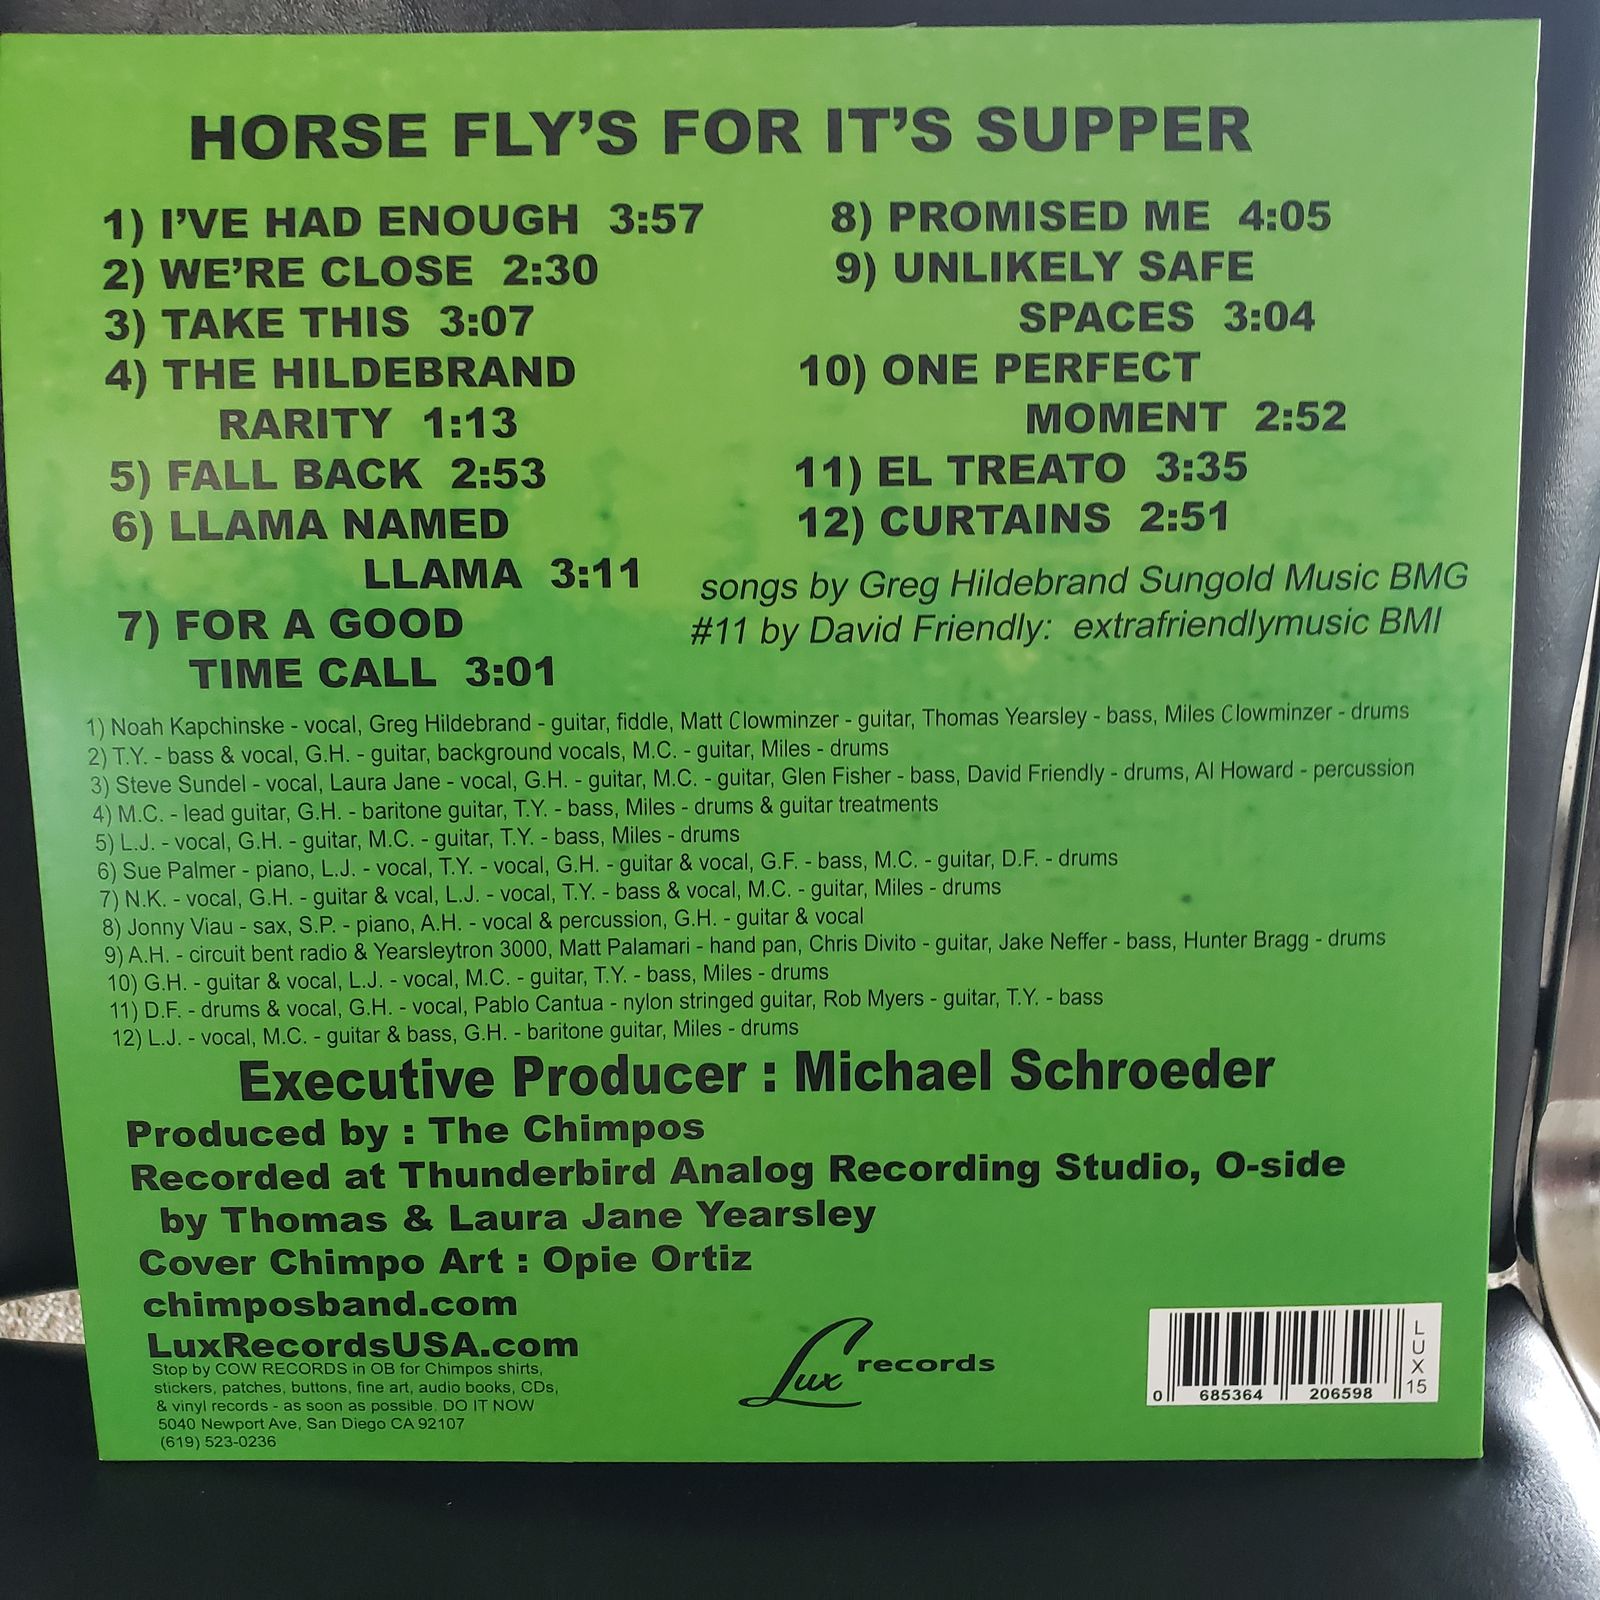 HORSE FLY'S FOR IT'S SUPPER
1) I'VE HAD ENOUGH 3:57
2) WE'RE CLOSE 2:30
3) TAKE THIS 3:07
4) THE HILDEBRAND
RARITY 1:13
5) FALL BACK 2:53
6) LLAMA NAMED
LLAMA 3:11
7) FOR A GOOD
TIME CALL 3:01
8) PROMISED ME 4:05
9) UNLIKELY SAFE
SPACES 3:04
10) ONE PERFECT
MOMENT 2:52
11) EL TREATO 3:35
12) CURTAINS 2:51
songs by Greg Hildebrand Sungold Music BMG
#11 by David Friendly: extrafriendlymusic BMI
1) Noah Kapchinske - vocal, Greg Hildebrand - guitar, fiddle, Matt Clowminzer - guitar, Thomas Yearsley - bass, Miles Clowminzer - drums
2) T.Y. - bass & vocal, G.H. - guitar, background vocals, M.C. - guitar, Miles - drums
3) Steve Sundel - vocal, Laura Jane - vocal, G.H. - guitar, M.C. - guitar, Glen Fisher - bass, David Friendly - drums, Al Howard - percussion
4) M.C. - lead guitar, G.H. - baritone guitar, T.Y. - bass, Miles - drums & guitar treatments
5) L.J. - vocal, G.H. - guitar, M.C. - guitar, T.Y. - bass, Miles - drums
6) Sue Palmer - piano, L.J. - vocal, T.Y. - vocal, G.H. - guitar & vocal, G.F. - bass, M.C. - guitar, D.F. - drums
7) N.K. - vocal, G.H. - guitar & vcal, L.J. - vocal, T.Y. - bass & vocal, M.C. - guitar, Miles - drums
8) Jonny Viau - sax, S.P. - piano, A.H. - vocal & percussion, G.H. - guitar & vocal
9) A.H. - circuit bent radio & Yearsleytron 3000, Matt Palamari - hand pan, Chris Divito - guitar, Jake Neffer - bass, Hunter Bragg - drums
10) G.H. - guitar & vocal, L.J. - vocal, M.C. - guitar, T.Y. - bass, Miles - drums
11) D.F. - drums & vocal, G.H. - vocal, Pablo Cantua - nylon stringed guitar, Rob Myers - guitar, T.Y. - bass
12) L.J. - vocal, M.C. - guitar & bass, G.H. - baritone guitar, Miles - drums
Executive Producer : Michael Schroeder
Produced by : The Chimpos
Recorded at Thunderbird Analog Recording Studio, O-side
by Thomas & Laura Jane Yearsley
Cover Chimpo Art : Opie Ortiz
chimposband.com
LuxRecordsUSA.com
Stop by COW RECORDS in OB for Chimpos shirts,
stickers, patches, buttons, fine art, audio books, CDs,
& vinyl records - as soon as possible. DO IT NOW
5040 Newport Ave, San Diego CA 92107
(619) 523-0236
Lux records
0 685364 206598
LUX 15